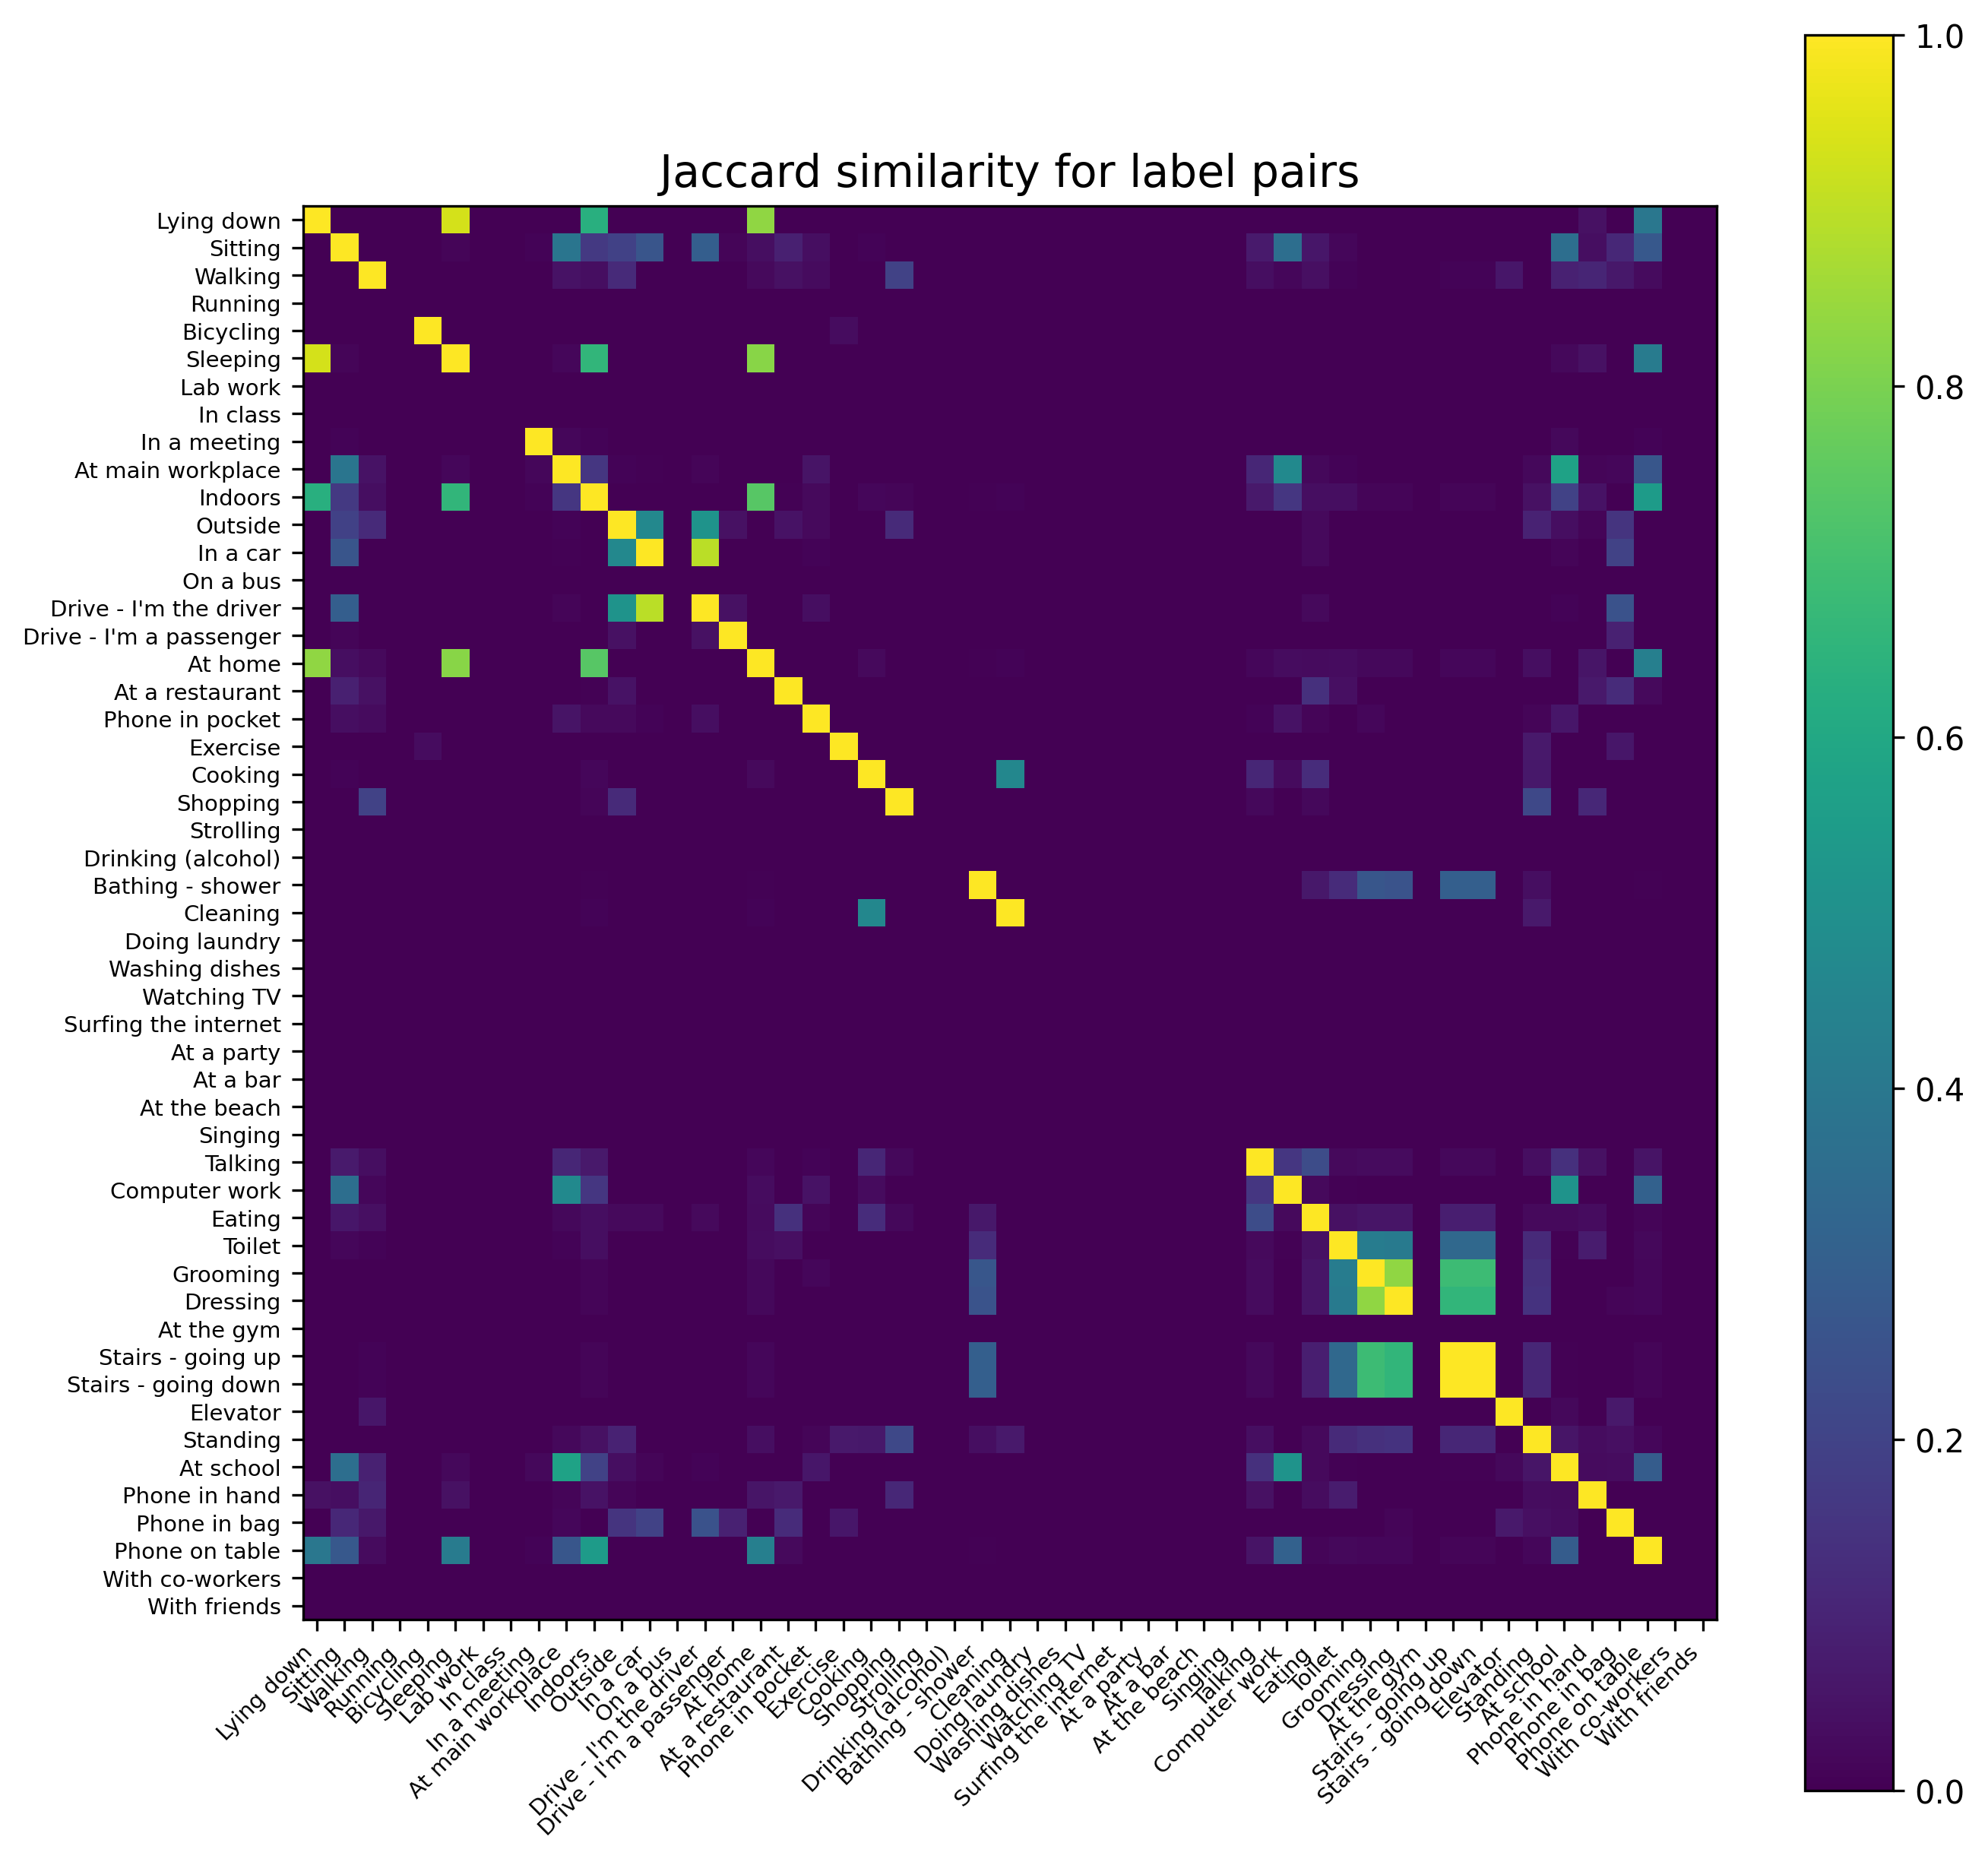 Jaccard similarity for label pairs
Lying down
Sitting
Walking
Running
Bicycling
Sleeping
Lab work
In class
In a meeting
At main workplace
Indoors
Outside
In a car
On a bus
Drive - I'm the driver
Drive - I'm a passenger
At home
At a restaurant
Phone in pocket
Exercise
Cooking
Shopping
Strolling
Drinking (alcohol)
Bathing - shower
Cleaning
Doing laundry
Washing dishes
Watching TV
Surfing the internet
At a party
At a bar
At the beach
Singing
Talking
Computer work
Eating
Toilet
Grooming
Dressing
At the gym
Stairs - going up
Stairs - going down
Elevator
Standing
At school
Phone in hand
Phone in bag
Phone on table
With co-workers
With friends
Lying down
Sitting
Walking
Running
Bicycling
Sleeping
Lab work
In class
In a meeting
At main workplace
Indoors
Outside
In a car
On a bus
Drive - I'm the driver
Drive - I'm a passenger
At home
At a restaurant
Phone in pocket
Exercise
Cooking
Shopping
Strolling
Drinking (alcohol)
Bathing - shower
Cleaning
Doing laundry
Washing dishes
Watching TV
Surfing the internet
At a party
At a bar
At the beach
Singing
Talking
Computer work
Eating
Toilet
Grooming
Dressing
At the gym
Stairs - going up
Stairs - going down
Elevator
Standing
At school
Phone in hand
Phone in bag
Phone on table
With co-workers
With friends
1.0
0.8
0.6
0.4
0.2
0.0